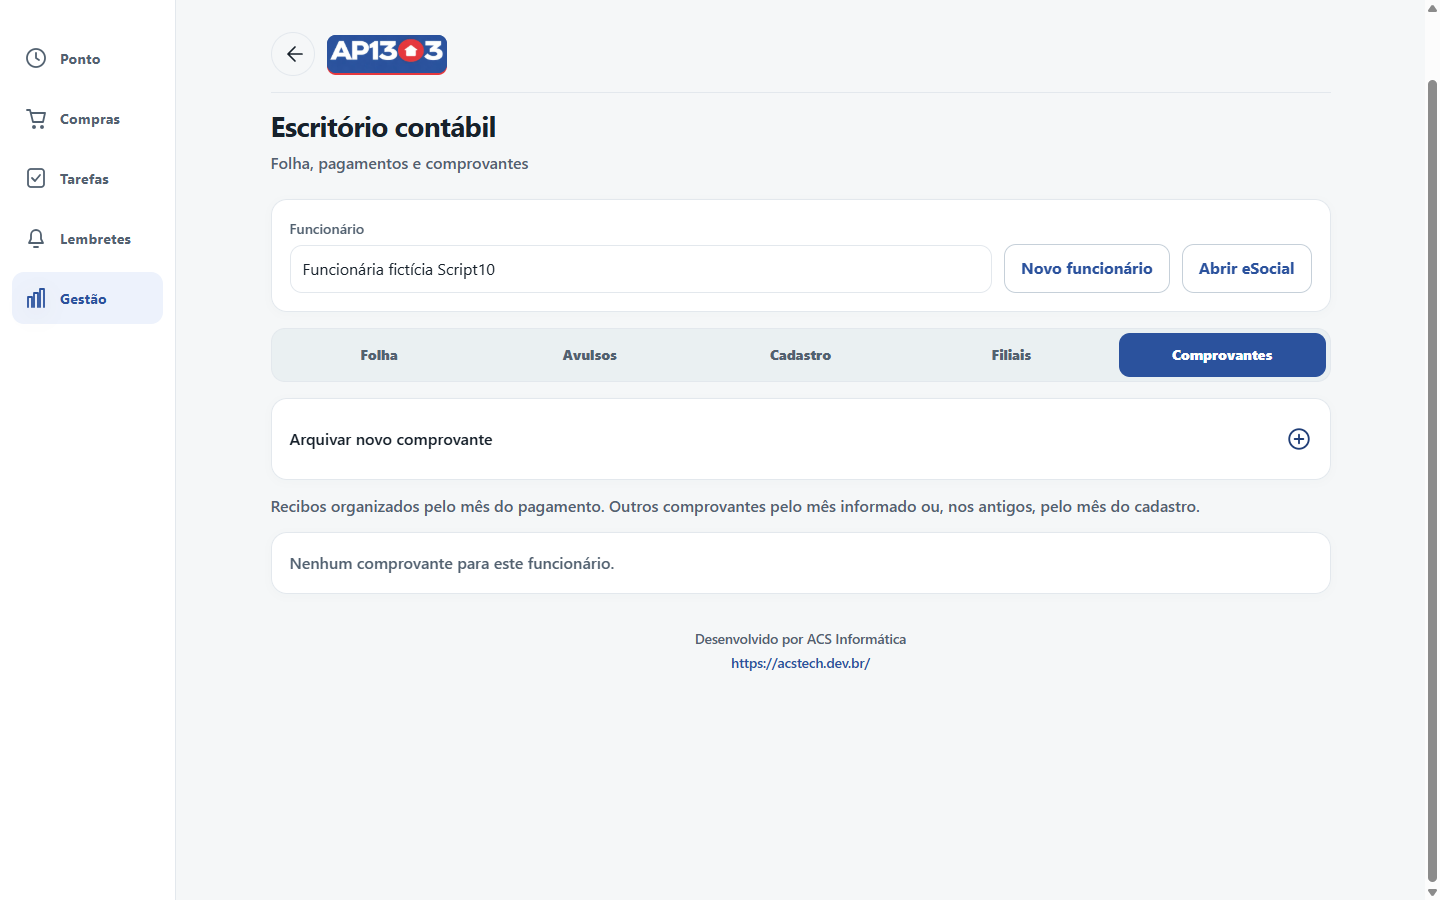 Ponto
Compras
Tarefas
Lembretes
Gestão
AP1303
Escritório contábil
Folha, pagamentos e comprovantes
Funcionário
Funcionária fictícia Script10
Novo funcionário
Abrir eSocial
Folha
Avulsos
Cadastro
Filiais
Comprovantes
Arquivar novo comprovante
Recibos organizados pelo mês do pagamento. Outros comprovantes pelo mês informado ou, nos antigos, pelo mês do cadastro.
Nenhum comprovante para este funcionário.
Desenvolvido por ACS Informática
https://acstech.dev.br/